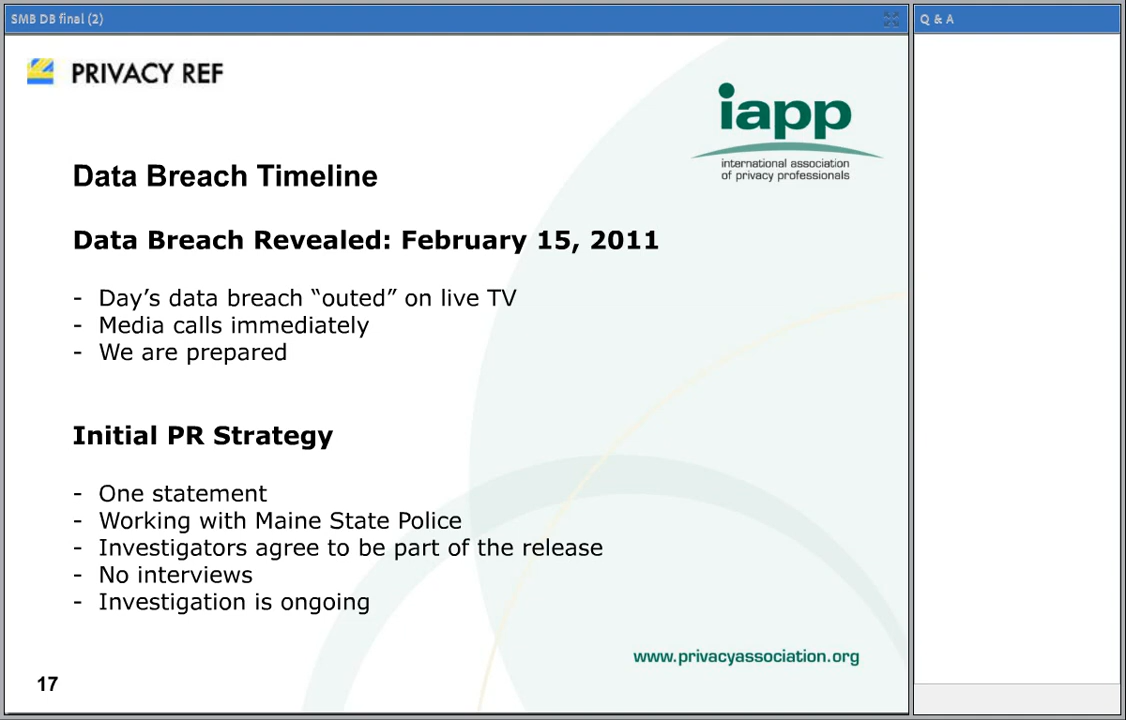 SMB DB final (2)
Q & A
PRIVACY REF
iapp
international association
of privacy professionals
Data Breach Timeline
Data Breach Revealed: February 15, 2011
- Day’s data breach “outed” on live TV
- Media calls immediately
- We are prepared
Initial PR Strategy
- One statement
- Working with Maine State Police
- Investigators agree to be part of the release
- No interviews
- Investigation is ongoing
www.privacyassociation.org
17